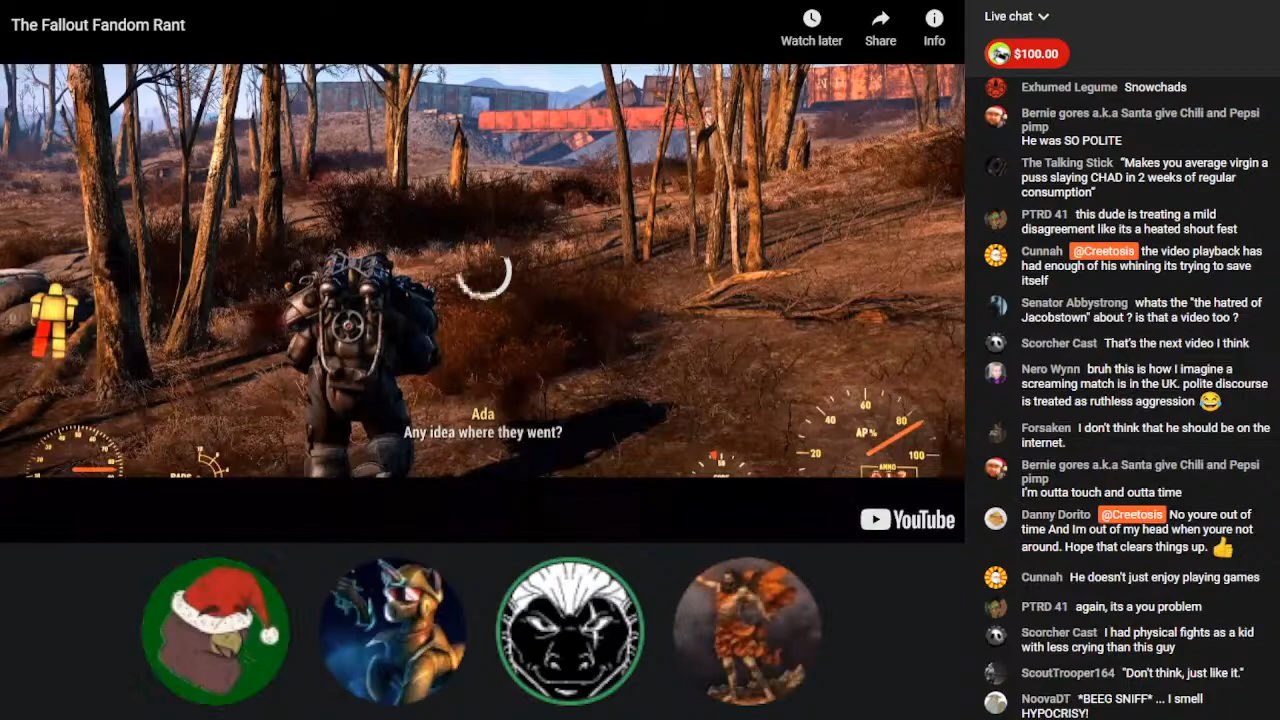 The Fallout Fandom Rant
Watch later
Share
Info
Ada
Any idea where they went?
40
60
80
AP%
20
100
AMMO
RADS
YouTube
Live chat
$100.00
Exhumed Legume Snowchads
Bernie gores a.k.a Santa give Chili and Pepsi
pimp
He was SO POLITE
The Talking Stick “Makes you average virgin a
puss slaying CHAD in 2 weeks of regular
consumption“
PTRD 41 this dude is treating a mild
disagreement like its a heated shout fest
Cunnah @Creetosis the video playback has
had enough of his whining its trying to save
itself
Senator Abbystrong whats the "the hatred of
Jacobstown" about ? is that a video too ?
Scorcher Cast That’s the next video I think
Nero Wynn bruh this is how I imagine a
screaming match is in the UK. polite discourse
is treated as ruthless aggression 😂
Forsaken I don't think that he should be on the
internet.
Bernie gores a.k.a Santa give Chili and Pepsi
pimp
I’m outta touch and outta time
Danny Dorito @Creetosis No youre out of
time And Im out of my head when youre not
around. Hope that clears things up. 👍
Cunnah He doesn't just enjoy playing games
PTRD 41 again, its a you problem
Scorcher Cast I had physical fights as a kid
with less crying than this guy
ScoutTrooper164 “Don’t think, just like it.”
NoovaDT *BEEG SNIFF* ... I smell
HYPOCRISY!